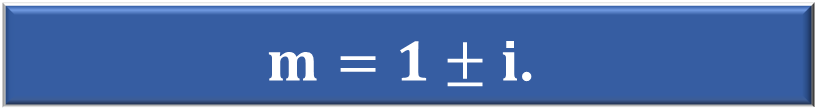 m = 1 ± i.